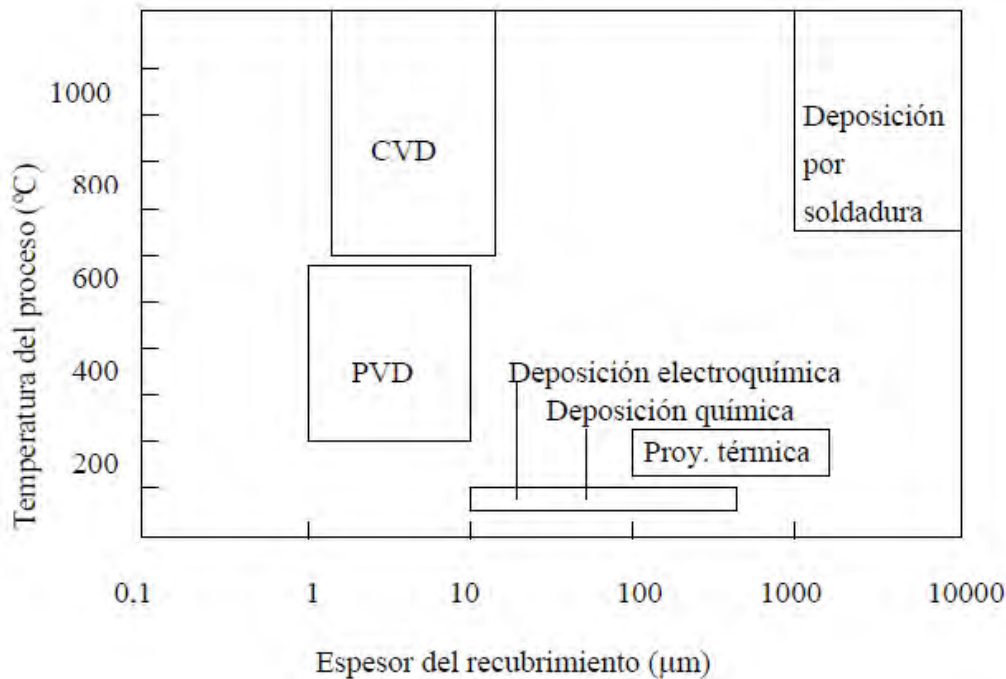 Temperatura del proceso (°C)
1000
800
600
400
200
CVD
PVD
Deposición
por
soldadura
Deposición electroquímica
Deposición química
Proy. térmica
0,1 1 10 100 1000 10000
Espesor del recubrimiento (µm)